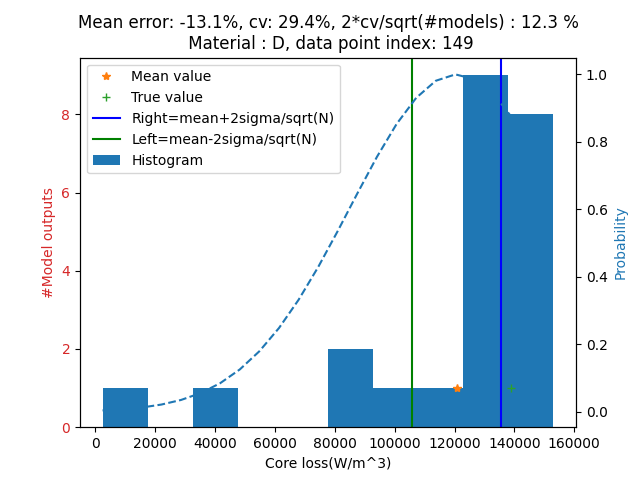 Mean error: -13.1%, cv: 29.4%, 2*cv/sqrt(#models) : 12.3 %
Material : D, data point index: 149
Mean value
True value
Right=mean+2sigma/sqrt(N)
Left=mean-2sigma/sqrt(N)
Histogram
#Model outputs
8
6
4
2
0
1.0
0.8
0.6
0.4
0.2
0.0
Probability
0 20000 40000 60000 80000 100000 120000 140000 160000
Core loss(W/m^3)